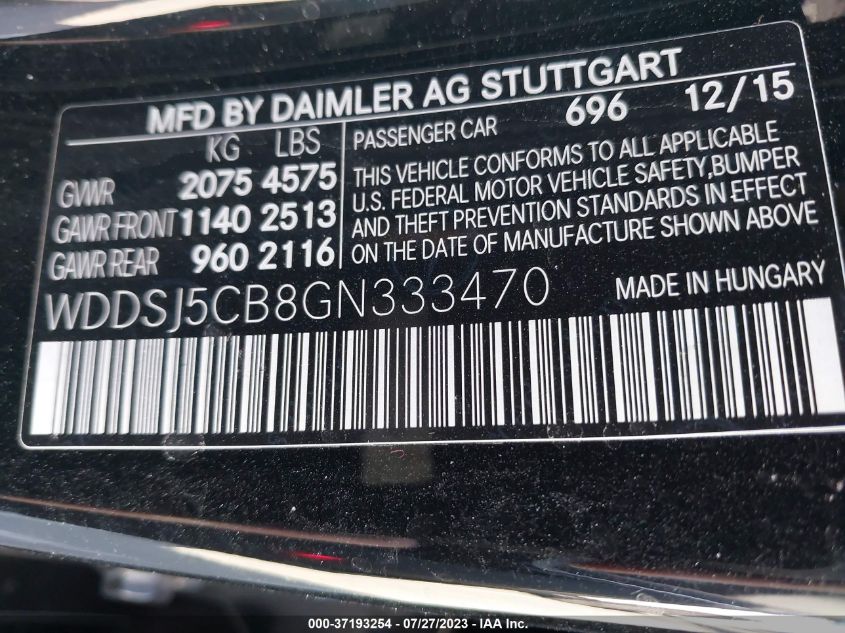 MFD BY DAIMLER AG STUTTGART
KG LBS
GVWR 2075 4575
GAWR FRONT 1140 2513
GAWR REAR 960 2116
PASSENGER CAR 696 12/15
THIS VEHICLE CONFORMS TO ALL APPLICABLE
U.S. FEDERAL MOTOR VEHICLE SAFETY,BUMPER
AND THEFT PREVENTION STANDARDS IN EFFECT
ON THE DATE OF MANUFACTURE SHOWN ABOVE
WDDSJ5CB8GN333470 MADE IN HUNGARY
000-37193254 - 07/27/2023 - IAA Inc.